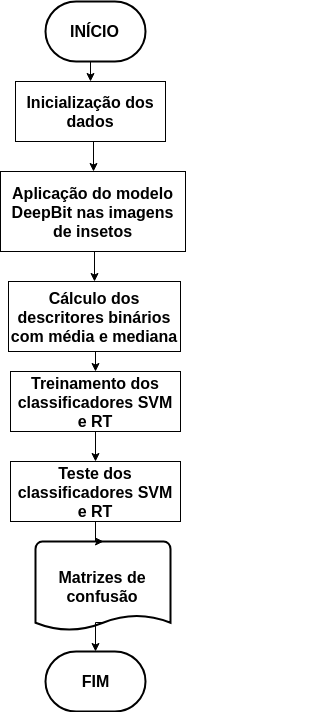 INÍCIO
Inicialização dos
dados
Aplicação do modelo
DeepBit nas imagens
de insetos
Cálculo dos
descritores binários
com média e mediana
Treinamento dos
classificadores SVM
e RT
Teste dos
classificadores SVM
e RT
Matrizes de
confusão
FIM